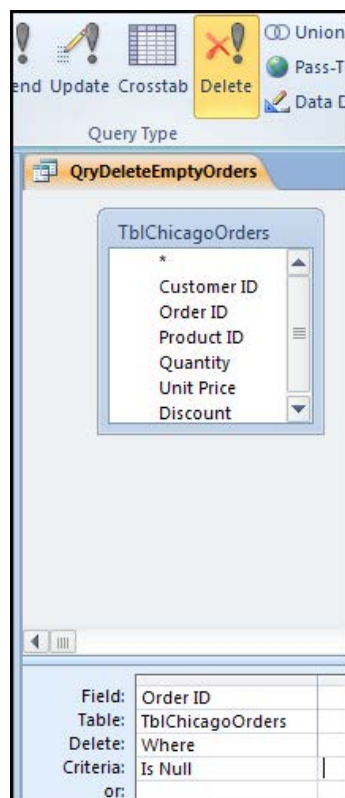 Union
end Update Crosstab Delete
Pass-T
Data D
Query Type
QryDeleteEmptyOrders
TblChicagoOrders
*
Customer ID
Order ID
Product ID
Quantity
Unit Price
Discount
Field: Order ID
Table: TblChicagoOrders
Delete: Where
Criteria: Is Null
or: